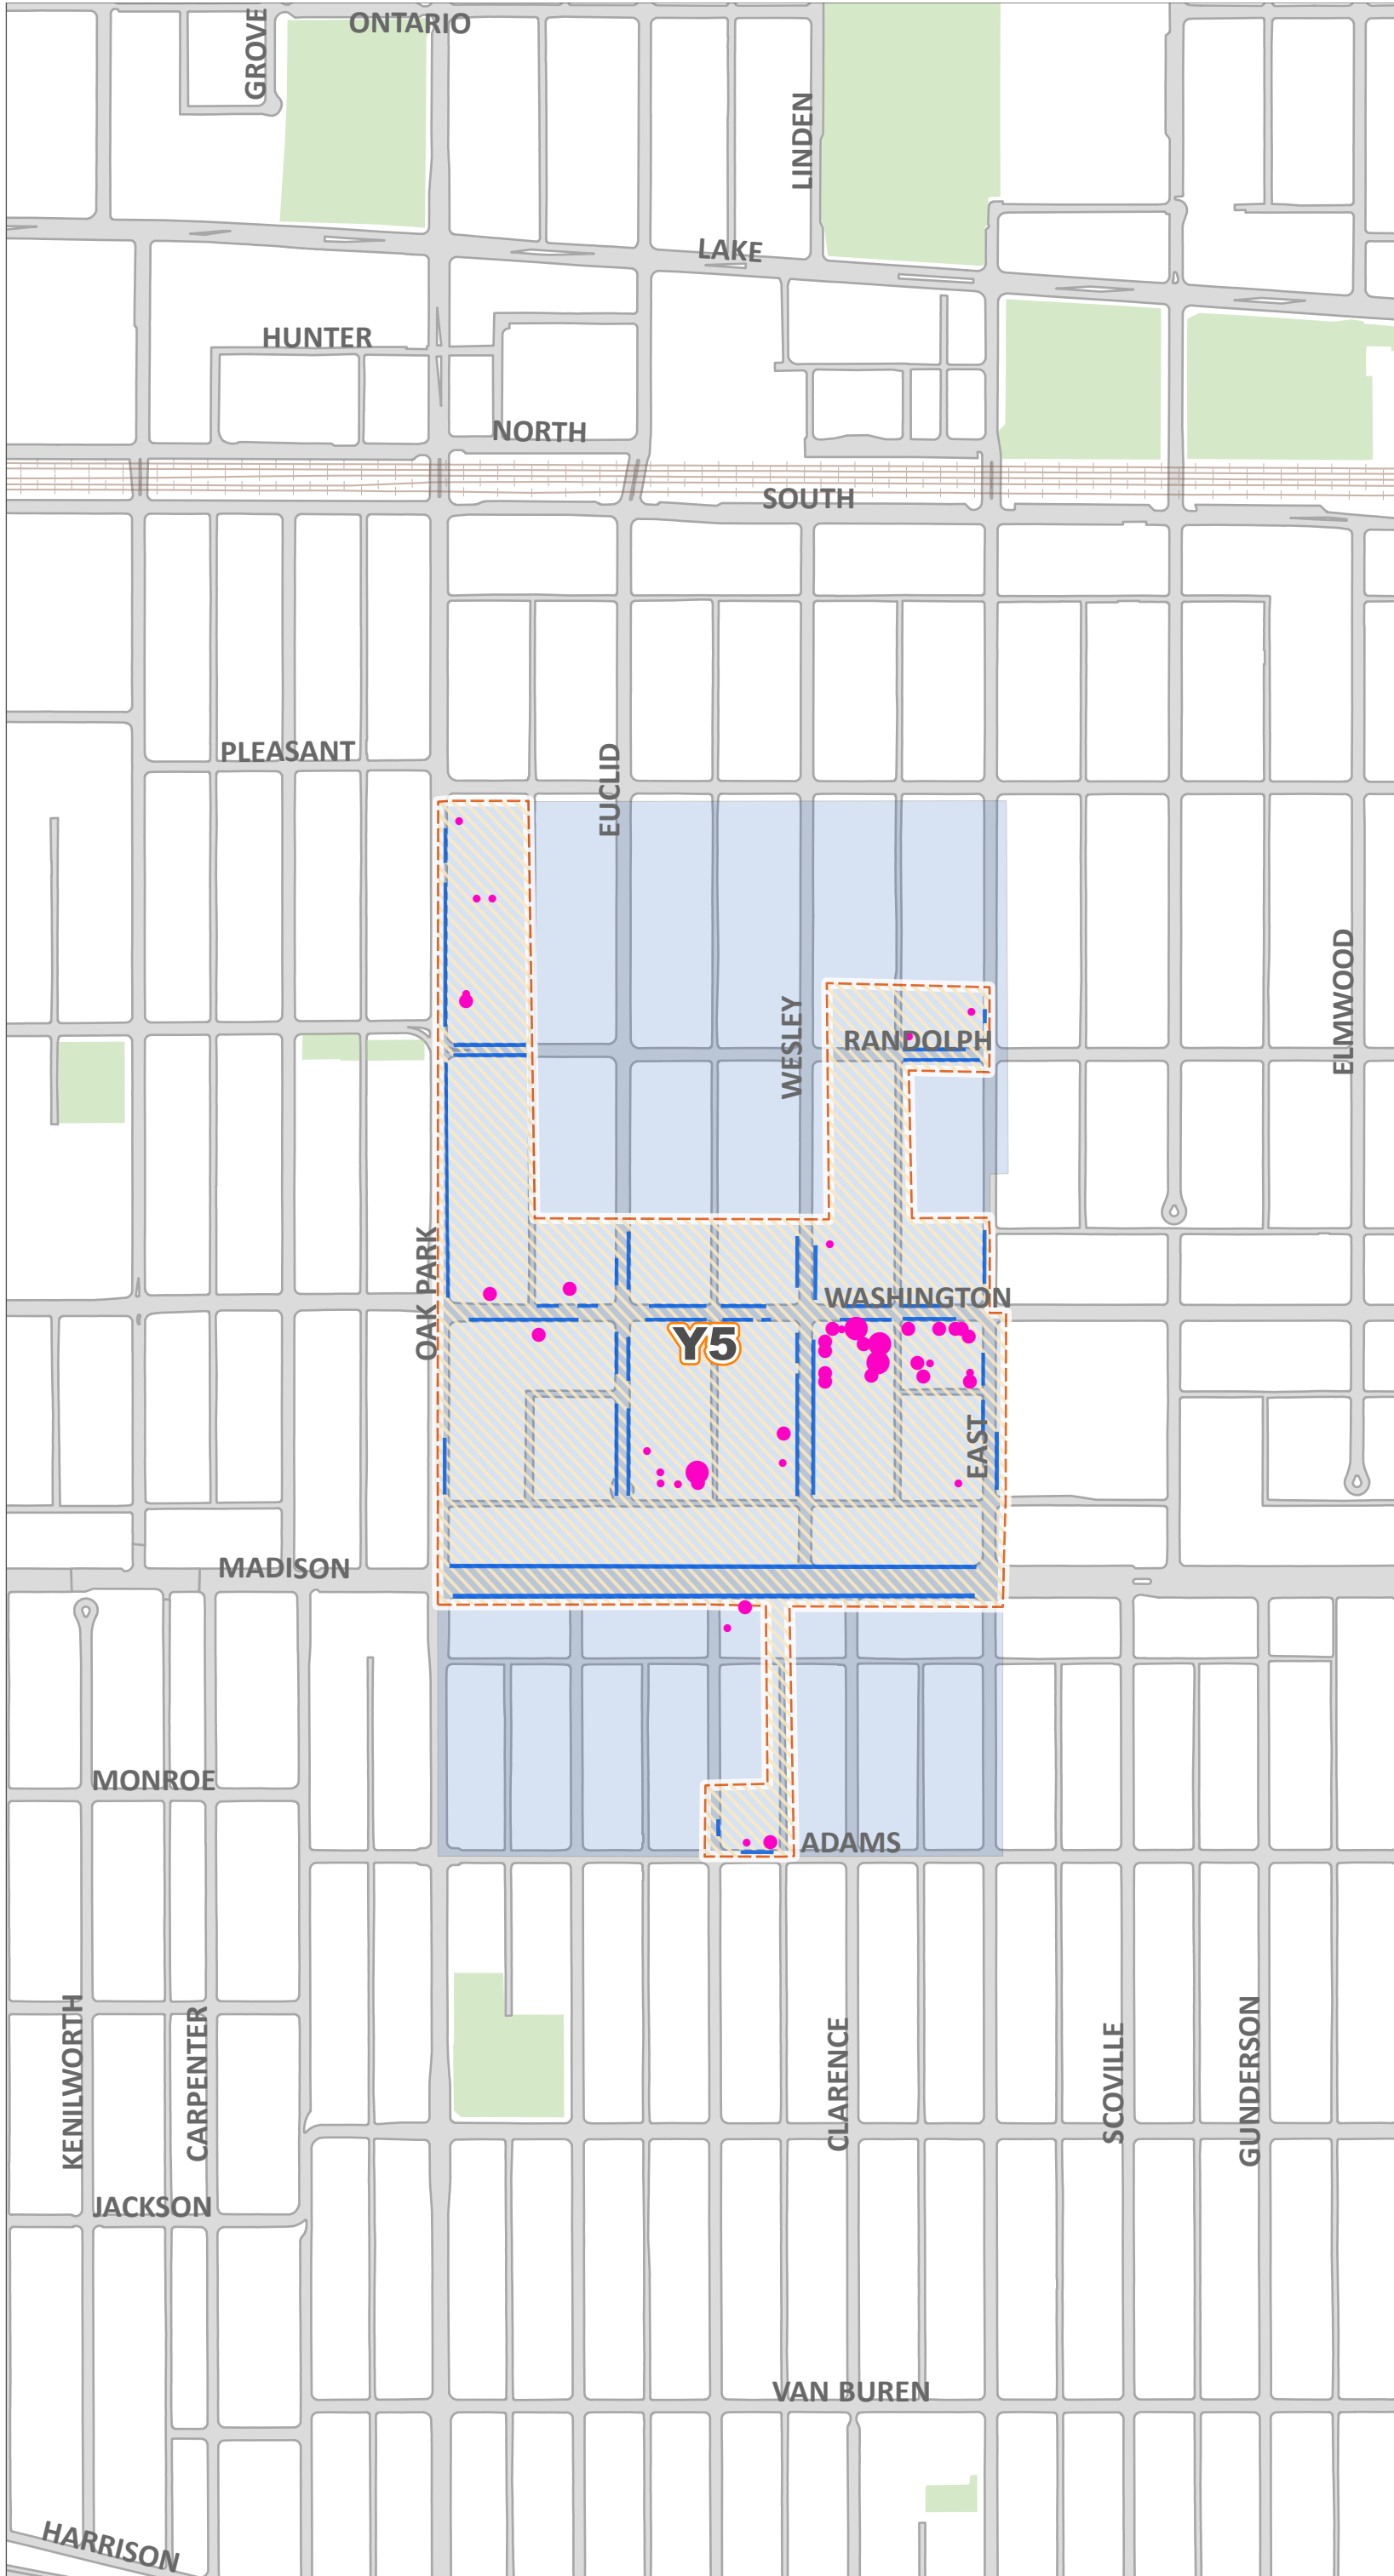 GROVE
ONTARIO
LINDEN
LAKE
HUNTER
NORTH
SOUTH
PLEASANT
EUCLID
ELMWOOD
WESLEY
RANDOLPH
OAK PARK
WASHINGTON
Y5
EAST
MADISON
MONROE
ADAMS
KENILWORTH
CARPENTER
CLARENCE
SCOVILLE
GUNDERSON
JACKSON
VAN BUREN
HARRISON